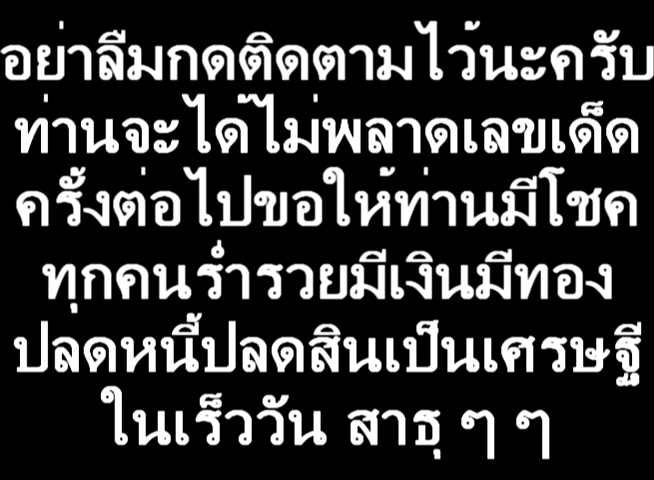 อย่าลืมกดติดตามไว้นะครับ
ท่านจะได้ไม่พลาดเลขเด็ด
ครั้งต่อไปขอให้ท่านมีโชค
ทุกคนร่ำรวยมีเงินมีทอง
ปลดหนี้ปลดสินเป็นเศรษฐี
ในเร็ววัน สาธุ ๆ ๆ